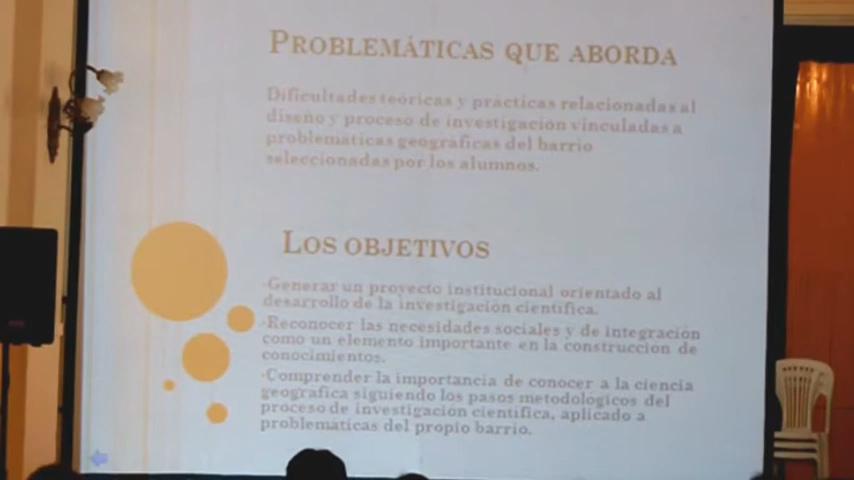 PROBLEMÁTICAS QUE ABORDA
Dificultades teóricas y prácticas relacionadas al
diseño y proceso de investigación vinculadas a
problemáticas geográficas del barrio
seleccionadas por los alumnos.
LOS OBJETIVOS
·Generar un proyecto institucional orientado al
desarrollo de la investigación científica.
·Reconocer las necesidades sociales y de integración
como un elemento importante en la construcción de
conocimientos.
·Comprender la importancia de conocer a la ciencia
geográfica siguiendo los pasos metodológicos del
proceso de investigación científica, aplicado a
problemáticas del propio barrio.